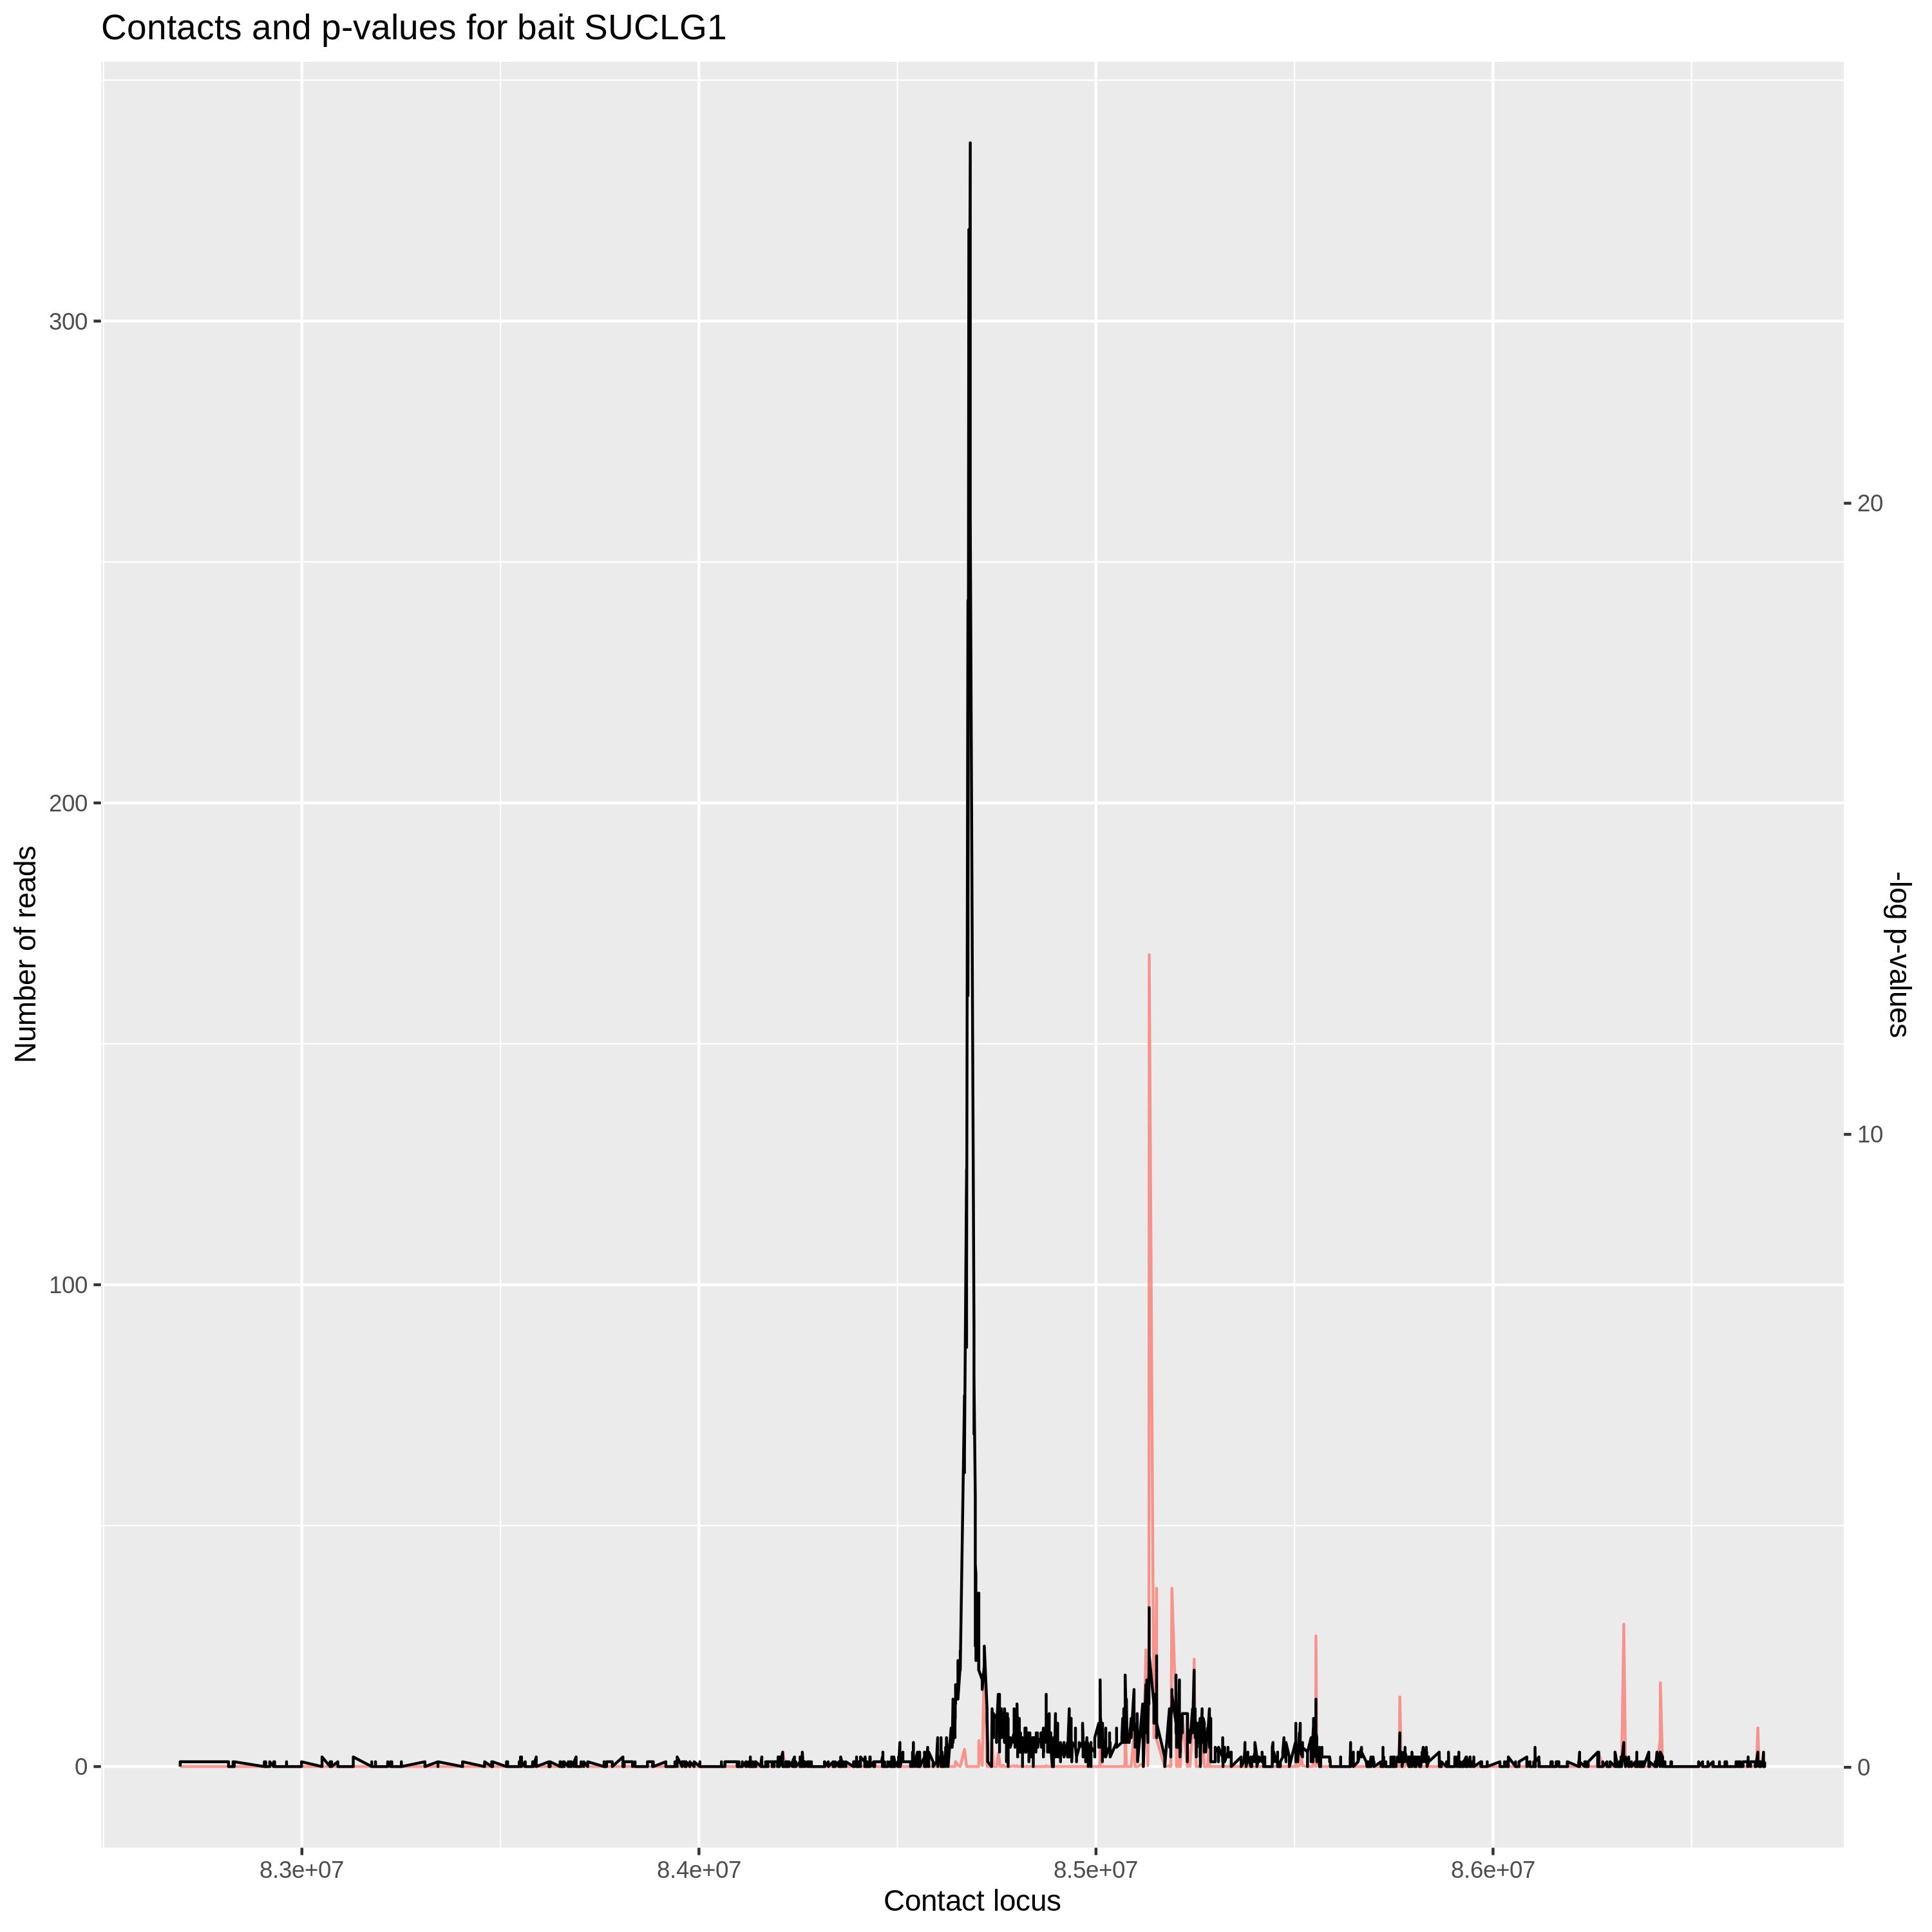 Contacts and p-values for bait SUCLG1
300
200
100
0
Number of reads
20
10
0
-log p-values
8.3e+07
8.4e+07
8.5e+07
8.6e+07
Contact locus